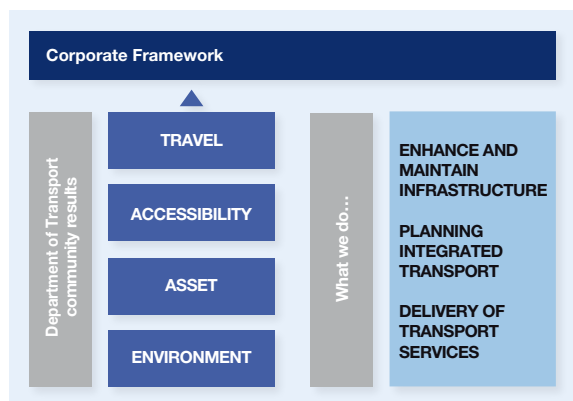 Corporate Framework
Department of Transport
community results
TRAVEL
ACCESSIBILITY
ASSET
ENVIRONMENT
What we do...
ENHANCE AND
MAINTAIN
INFRASTRUCTURE
PLANNING
INTEGRATED
TRANSPORT
DELIVERY OF
TRANSPORT
SERVICES